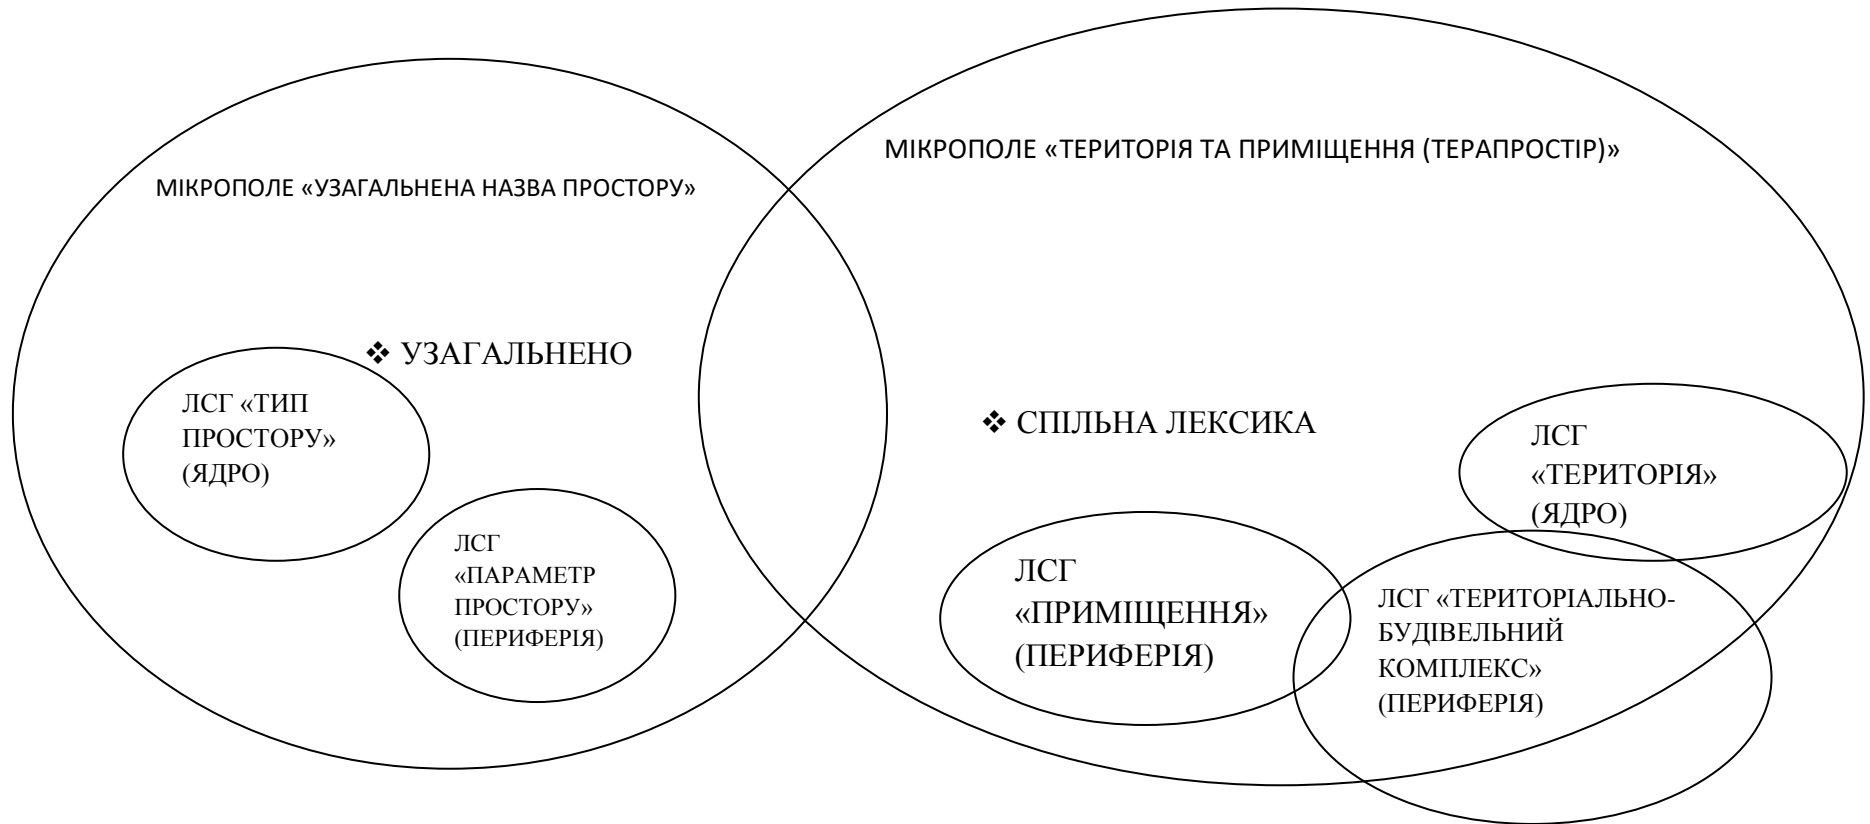 МІКРОПОЛЕ «УЗАГАЛЬНЕНА НАЗВА ПРОСТОРУ»
❖ УЗАГАЛЬНЕНО
ЛСГ «ТИП
ПРОСТОРУ»
(ЯДРО)
ЛСГ
«ПАРАМЕТР
ПРОСТОРУ»
(ПЕРИФЕРІЯ)
МІКРОПОЛЕ «ТЕРИТОРІЯ ТА ПРИМІЩЕННЯ (ТЕРАПРОСТІР)»
❖ СПІЛЬНА ЛЕКСИКА
ЛСГ
«ТЕРИТОРІЯ»
(ЯДРО)
ЛСГ
«ПРИМІЩЕННЯ»
(ПЕРИФЕРІЯ)
ЛСГ «ТЕРИТОРІАЛЬНО-
БУДІВЕЛЬНИЙ
КОМПЛЕКС»
(ПЕРИФЕРІЯ)